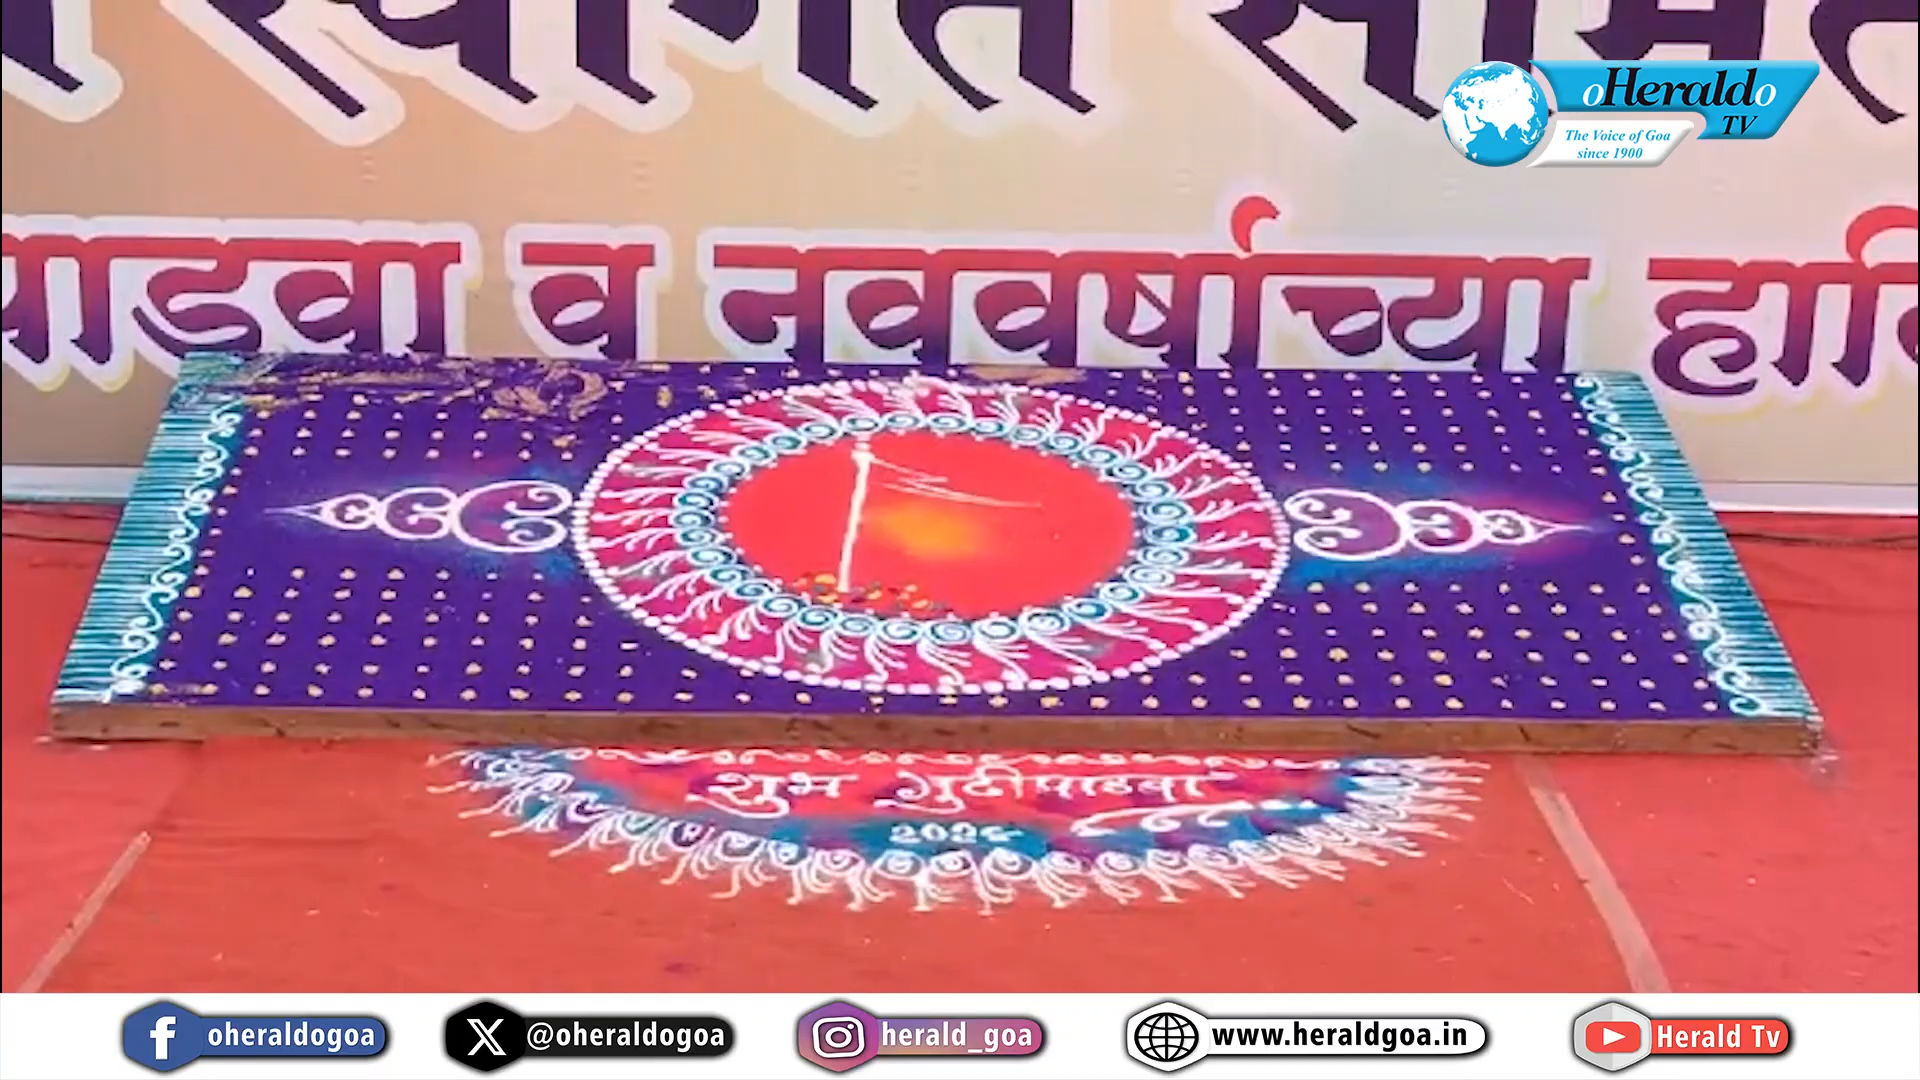 स्वागत समिती
oHeraldo
TV
The Voice of Goa
since 1900
पाडवा व नववर्षाच्या हार्दि
शुभ गुढीपाडवा
२०२६
oheraldogoa
@oheraldogoa
herald_goa
www.heraldgoa.in
Herald Tv